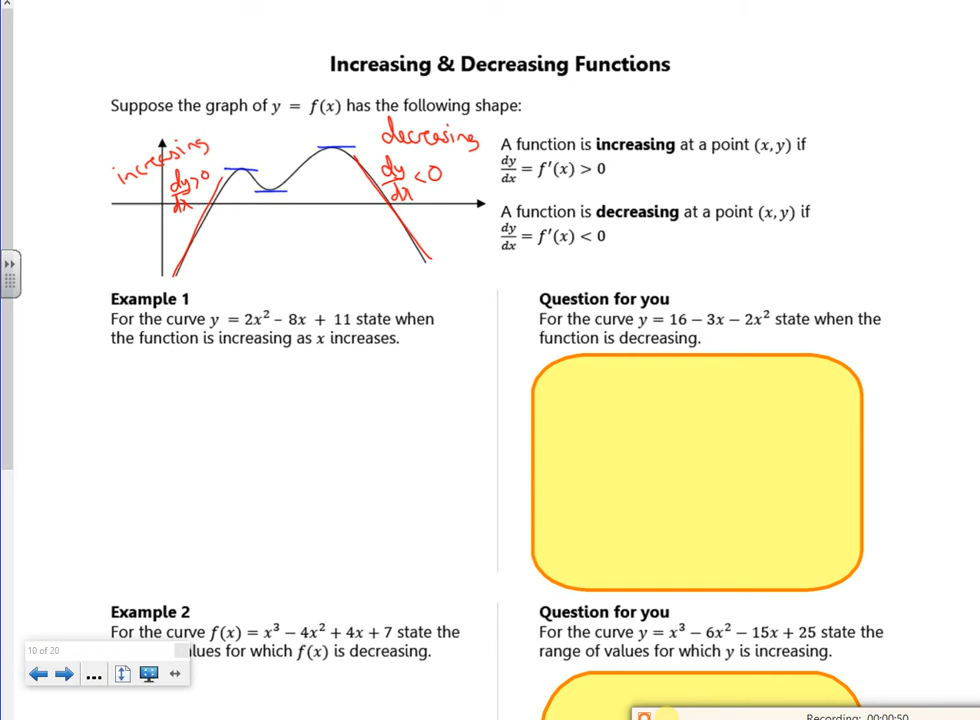 Increasing & Decreasing Functions
Suppose the graph of y = f(x) has the following shape:
increasing
dy/dx > 0
decreasing
dy/dx < 0
A function is increasing at a point (x, y) if
dy/dx = f′(x) > 0
A function is decreasing at a point (x, y) if
dy/dx = f′(x) < 0
Example 1
For the curve y = 2x² – 8x + 11 state when
the function is increasing as x increases.
Question for you
For the curve y = 16 − 3x − 2x² state when the
function is decreasing.
Example 2
For the curve f(x) = x³ − 4x² + 4x + 7 state the
lues for which f(x) is decreasing.
Question for you
For the curve y = x³ − 6x² − 15x + 25 state the
range of values for which y is increasing.
10 of 20
...
Recording: 00:00:50